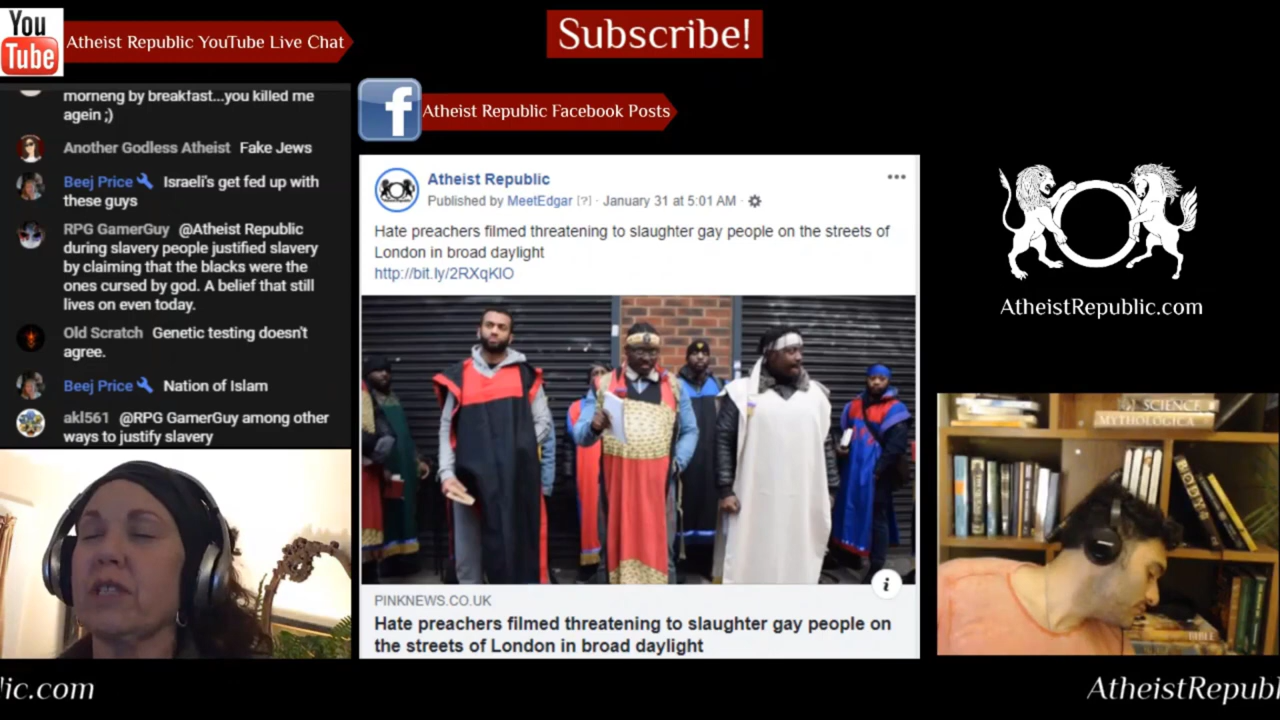 You
Tube
Atheist Republic YouTube Live Chat
Subscribe!
morneng by breakfast...you killed me
agein ;)
Another Godless Atheist Fake Jews
Beej Price Israeli's get fed up with
these guys
RPG GamerGuy @Atheist Republic
during slavery people justified slavery
by claiming that the blacks were the
ones cursed by god. A belief that still
lives on even today.
Old Scratch Genetic testing doesn't
agree.
Beej Price Nation of Islam
akl561 @RPG GamerGuy among other
ways to justify slavery
f
Atheist Republic Facebook Posts
Atheist Republic
Published by MeetEdgar [?] · January 31 at 5:01 AM ·
Hate preachers filmed threatening to slaughter gay people on the streets of
London in broad daylight
http://bit.ly/2RXqKlO
i
PINKNEWS.CO.UK
Hate preachers filmed threatening to slaughter gay people on
the streets of London in broad daylight
AtheistRepublic.com
SCIENCE
MYTHOLOGICA
BIBLE
lic.com
AtheistRepubl